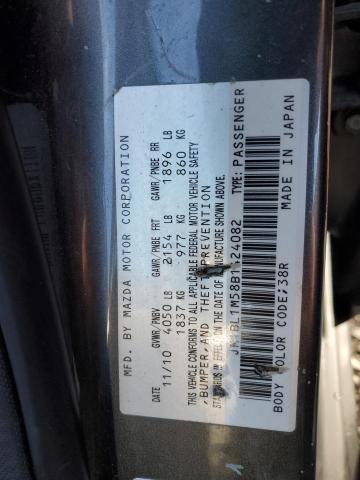 MFD. BY MAZDA MOTOR CORPORATION
DATE GVWR/PNBV GAWR/PNBE FRT GAWR/PNBE RR
11/10 4050 LB 2154 LB 1896 LB
1837 KG 977 KG 860 KG
THIS VEHICLE CONFORMS TO ALL APPLICABLE FEDERAL MOTOR VEHICLE SAFETY
, BUMPER, AND THEFT PREVENTION
STANDARDS IN EFFECT ON THE DATE OF MANUFACTURE SHOWN ABOVE.
TYPE: PASSENGER
BODY COLOR CODE:38R MADE IN JAPAN